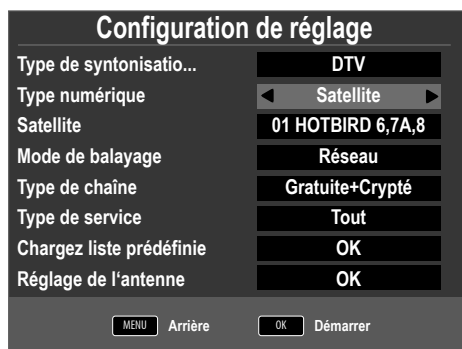 Configuration de réglage
Type de syntonisatio... DTV
Type numérique Satellite
Satellite 01 HOTBIRD 6,7A,8
Mode de balayage Réseau
Type de chaîne Gratuite+Crypté
Type de service Tout
Chargez liste prédéfinie OK
Réglage de l‘antenne OK
MENU Arrière OK Démarrer